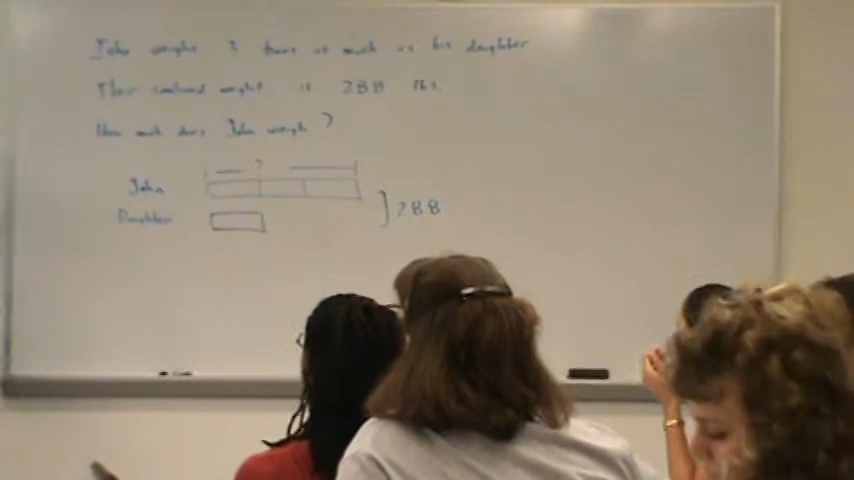 John weighs 3 times as much as his daughter
Their combined weight is 288 lbs.
How much does John weigh?
?
John
Daughter
288